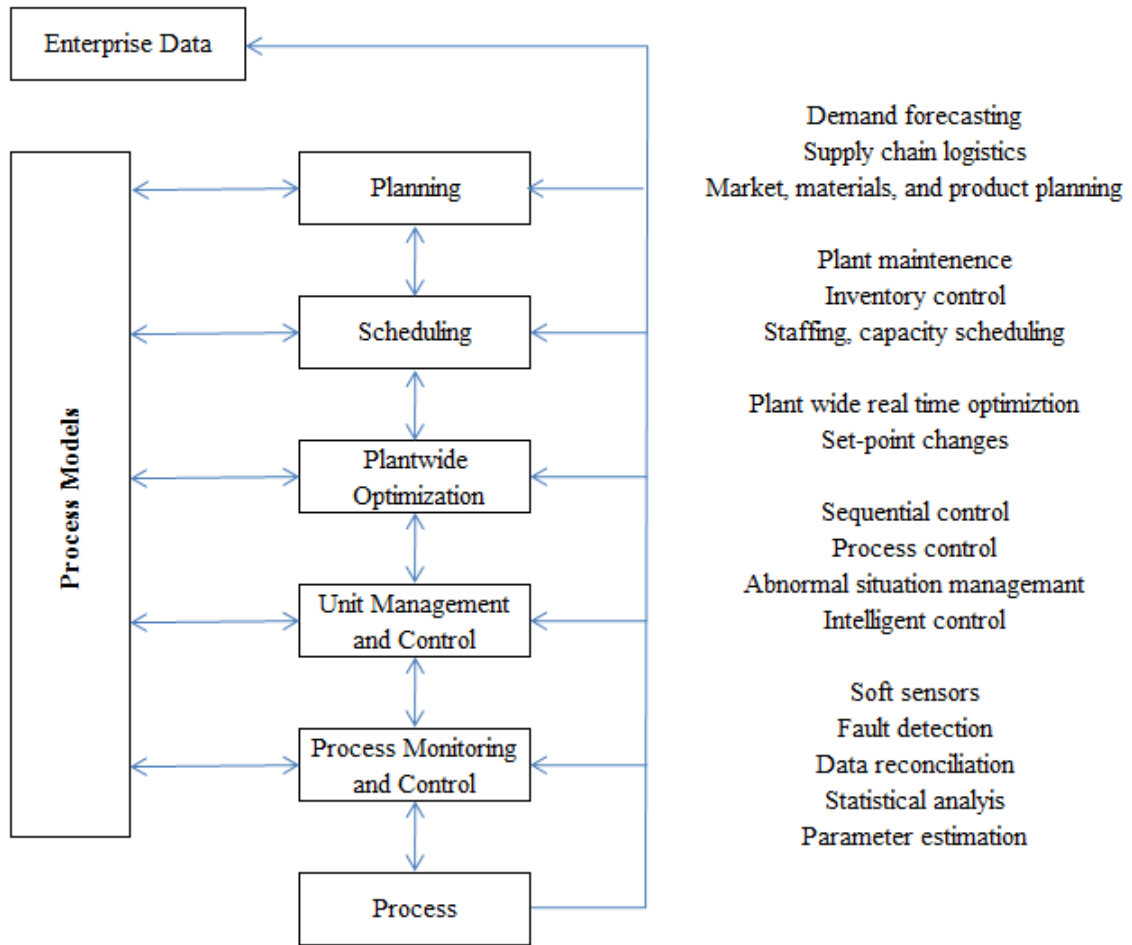 Enterprise Data
Process Models
Planning
Scheduling
Plantwide
Optimization
Unit Management
and Control
Process Monitoring
and Control
Process
Demand forecasting
Supply chain logistics
Market, materials, and product planning
Plant maintenence
Inventory control
Staffing, capacity scheduling
Plant wide real time optimiztion
Set-point changes
Sequential control
Process control
Abnormal situation managemant
Intelligent control
Soft sensors
Fault detection
Data reconciliation
Statistical analyis
Parameter estimation